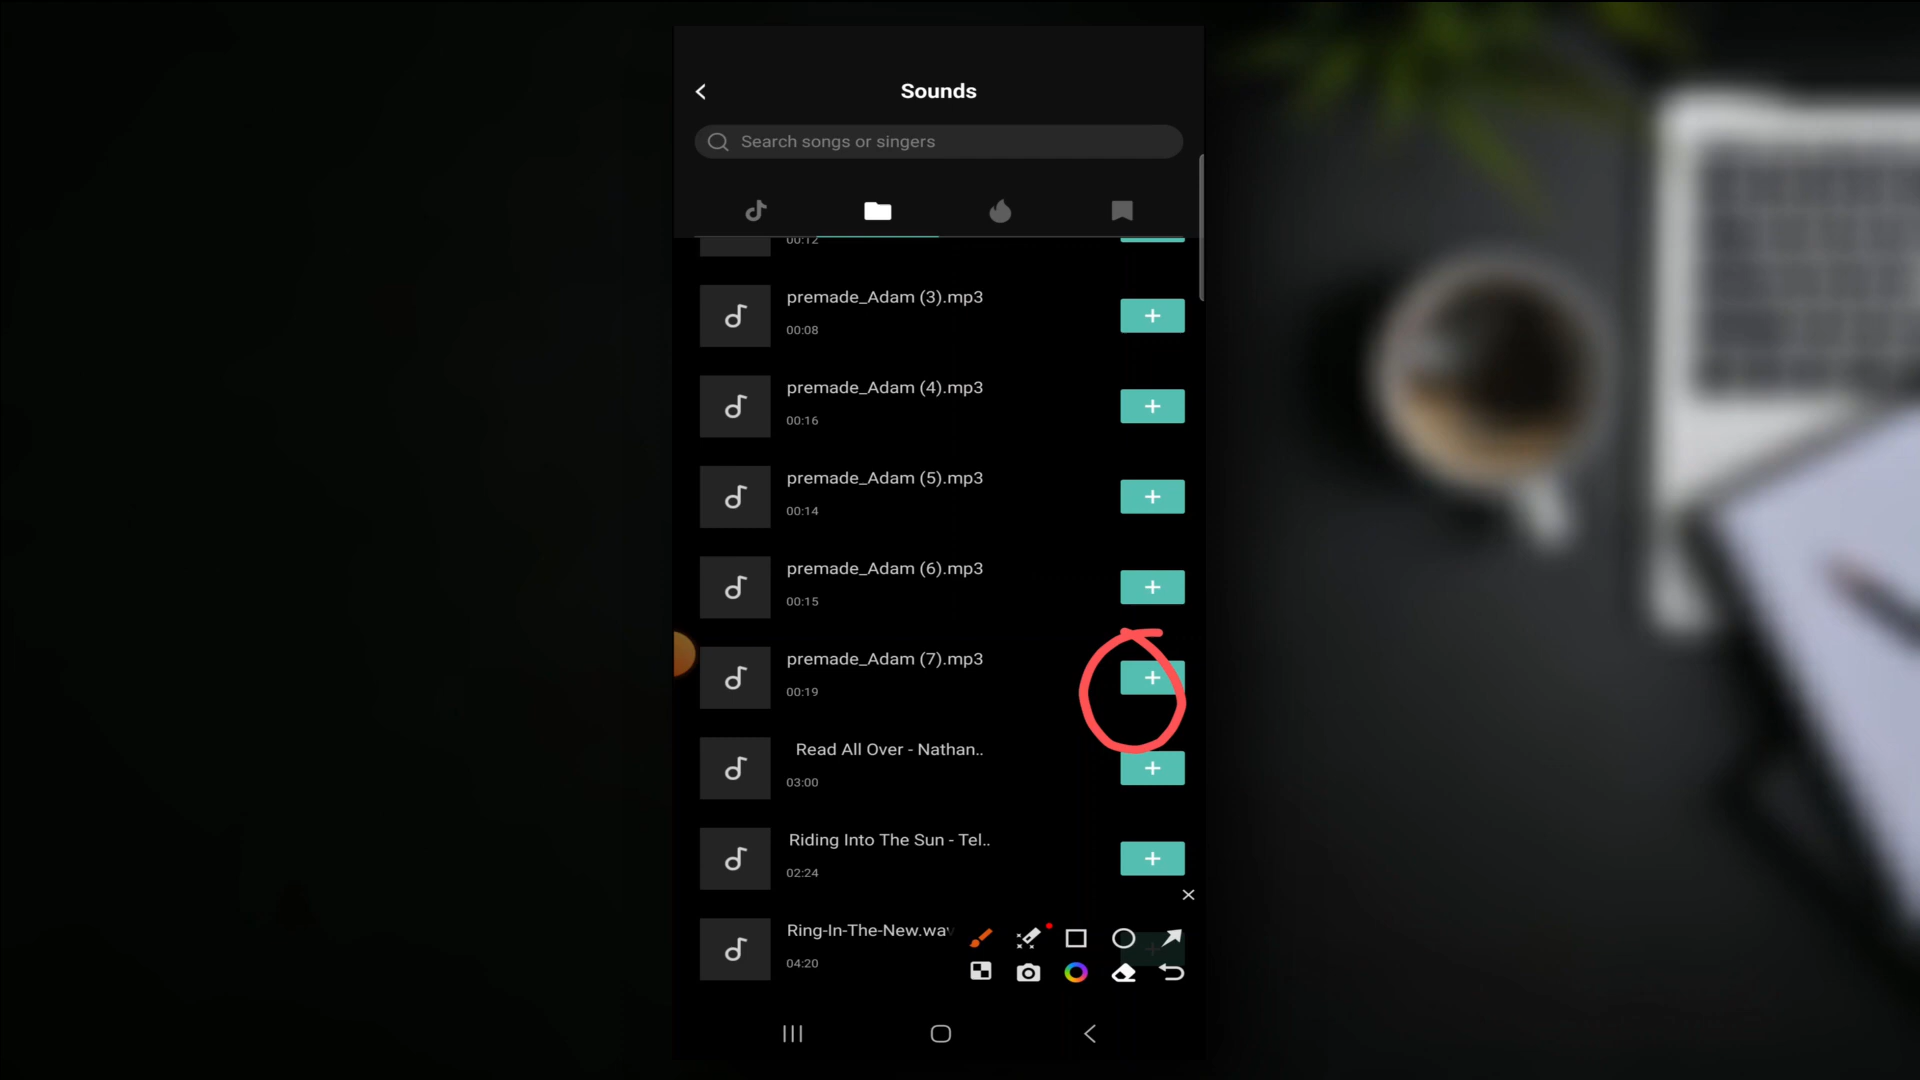 Sounds
Search songs or singers
00:12
premade_Adam (3).mp3
00:08
premade_Adam (4).mp3
00:16
premade_Adam (5).mp3
00:14
premade_Adam (6).mp3
00:15
premade_Adam (7).mp3
00:19
Read All Over - Nathan..
03:00
Riding Into The Sun - Tel..
02:24
Ring-In-The-New.wav
04:20